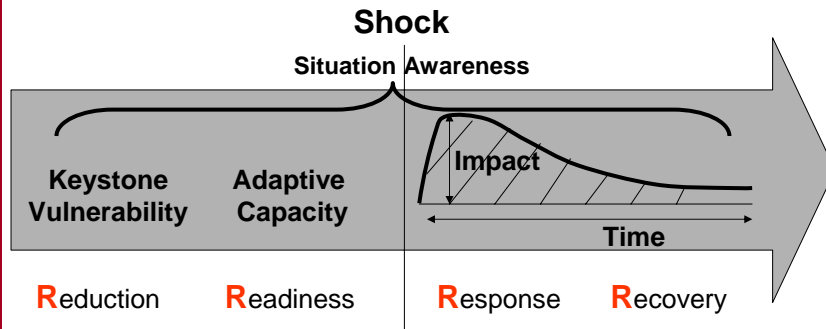 Shock
Situation Awareness
Impact
Keystone Vulnerability
Adaptive Capacity
Time
Reduction
Readiness
Response
Recovery